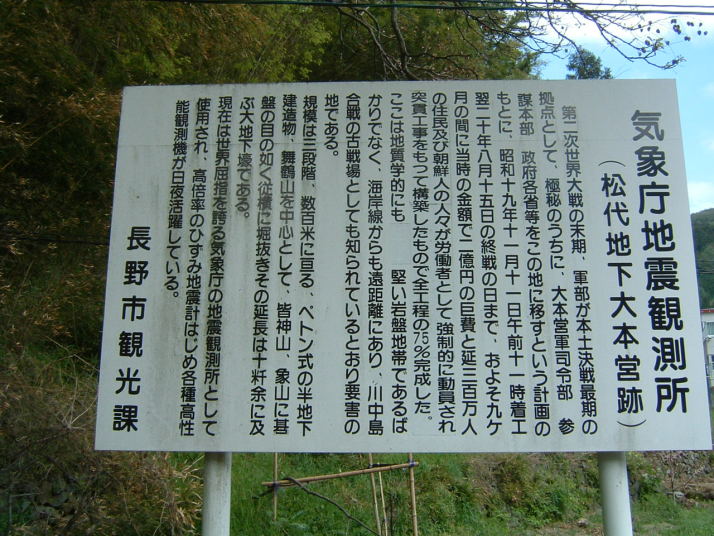 気象庁地震観測所
（松代地下大本営跡）
第二次世界大戦の末期、軍部が本土決戦最期の
拠点として、極秘のうちに、大本営軍司令部 参
謀本部 政府各省等をこの地に移すという計画の
もとに、昭和十九年十一月十一日午前十一時着工
翌二十年八月十五日の終戦の日まで、およそ九ケ
月の間に当時の金額で二億円の巨費と延三百万人
の住民及び朝鮮人の人々が労働者として強制的に動員され
突貫工事をもって構築したもので全工程の75％完成した。
ここは地質学的にも 堅い岩盤地帯であるば
かりでなく、海岸線からも遠距離にあり、川中島
合戦の古戦場としても知られているとおり要害の
地である。
規模は三段階、数百米に亘る、ベトン式の半地下
建造物、舞鶴山を中心として、皆神山、象山に碁
盤の目の如く従横に堀抜きその延長は十粁余に及
ぶ大地下壕である。
現在は世界屈指を誇る気象庁の地震観測所として
使用され、高倍率のひずみ地震計はじめ各種高性
能観測機が日夜活躍している。
長野市観光課